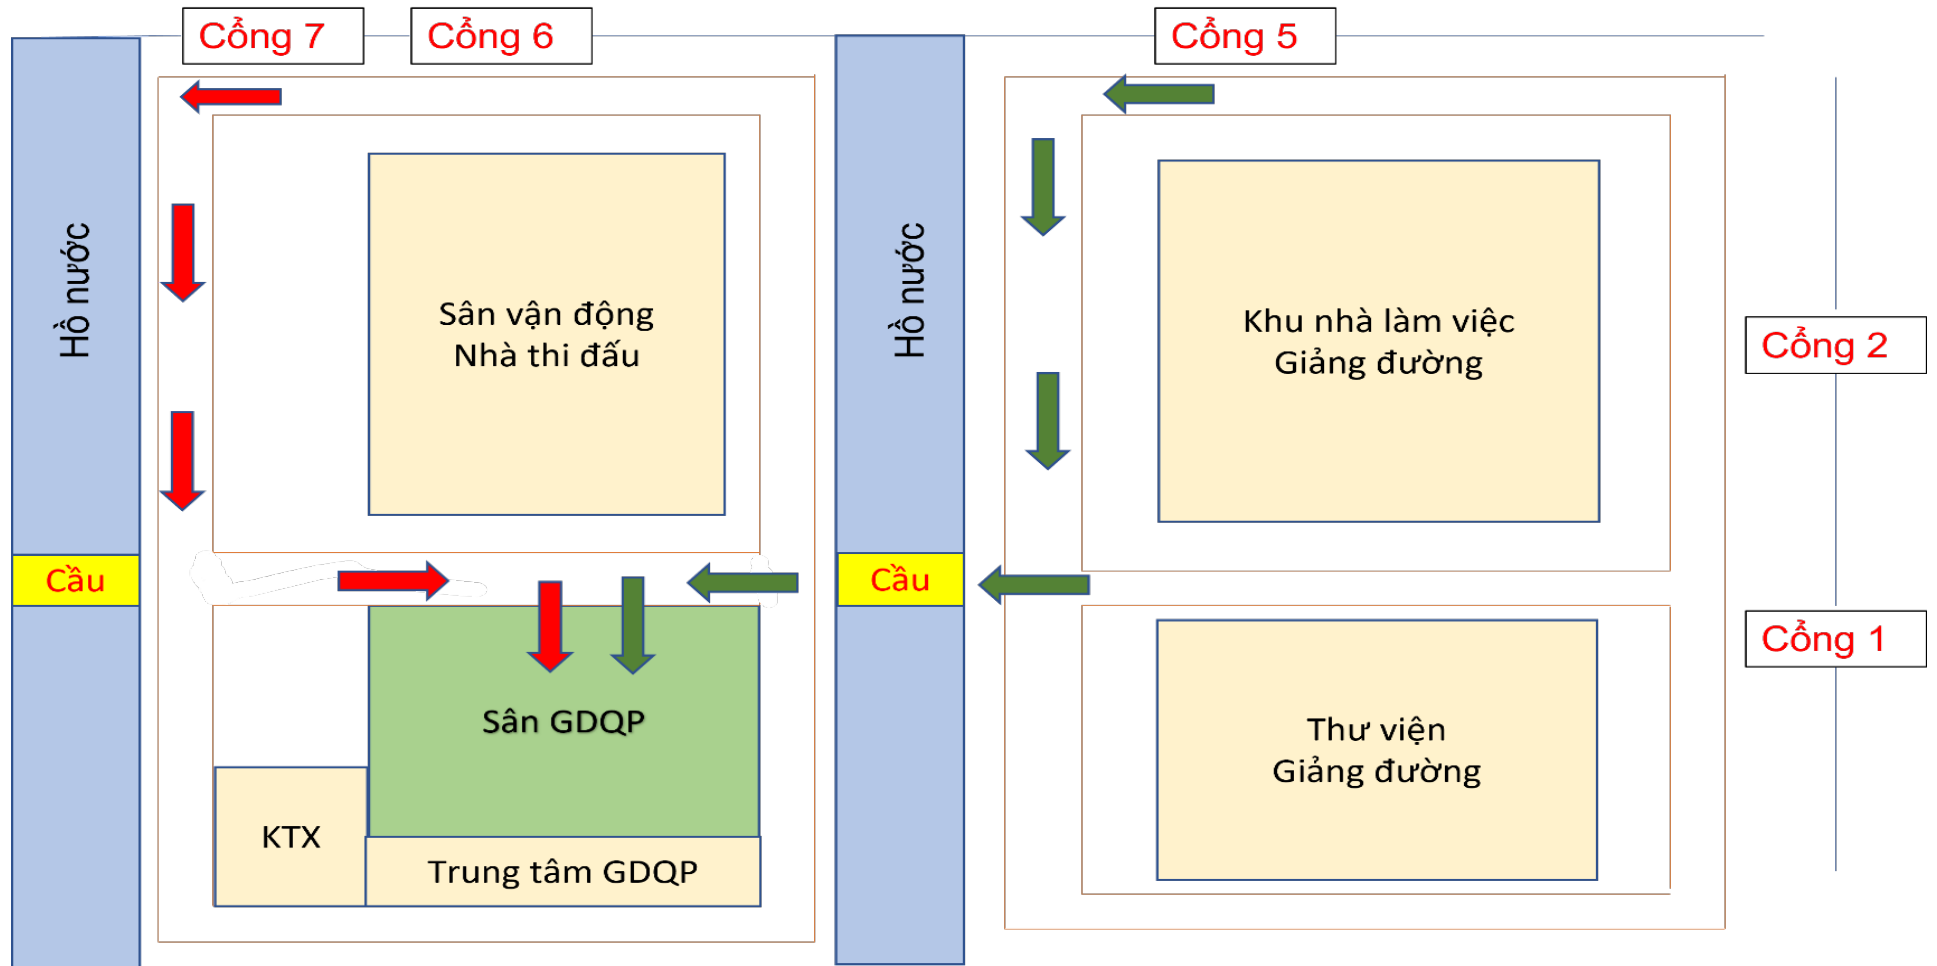 Cổng 7
Cổng 6
Cổng 5
Hồ nước
Sân vận động
Nhà thi đấu
Hồ nước
Khu nhà làm việc
Giảng đường
Cổng 2
Cầu
Cầu
Cổng 1
Sân GDQP
Thư viện
Giảng đường
KTX
Trung tâm GDQP